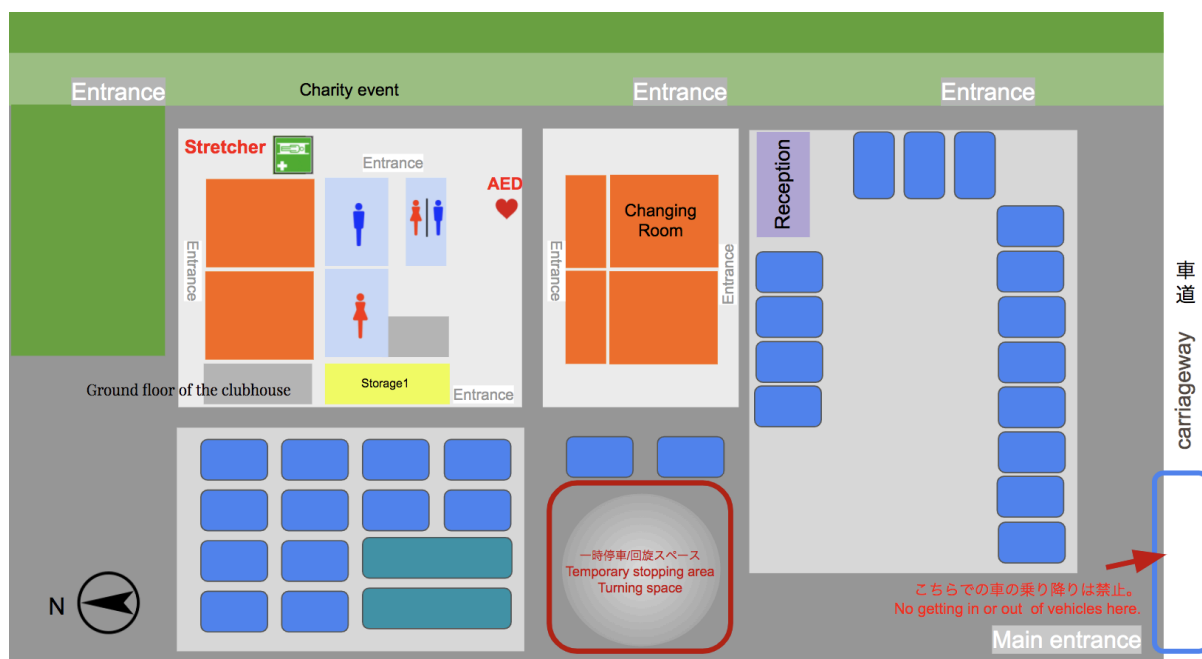 Entrance
Charity event
Entrance
Entrance
Stretcher
Entrance
AED
Entrance
Changing
Room
Entrance
Entrance
Reception
車道
carriageway
Ground floor of the clubhouse
Storage1
Entrance
一時停車/回旋スペース
Temporary stopping area
Turning space
こちらでの車の乗り降りは禁止。
No getting in or out of vehicles here.
N
Main entrance